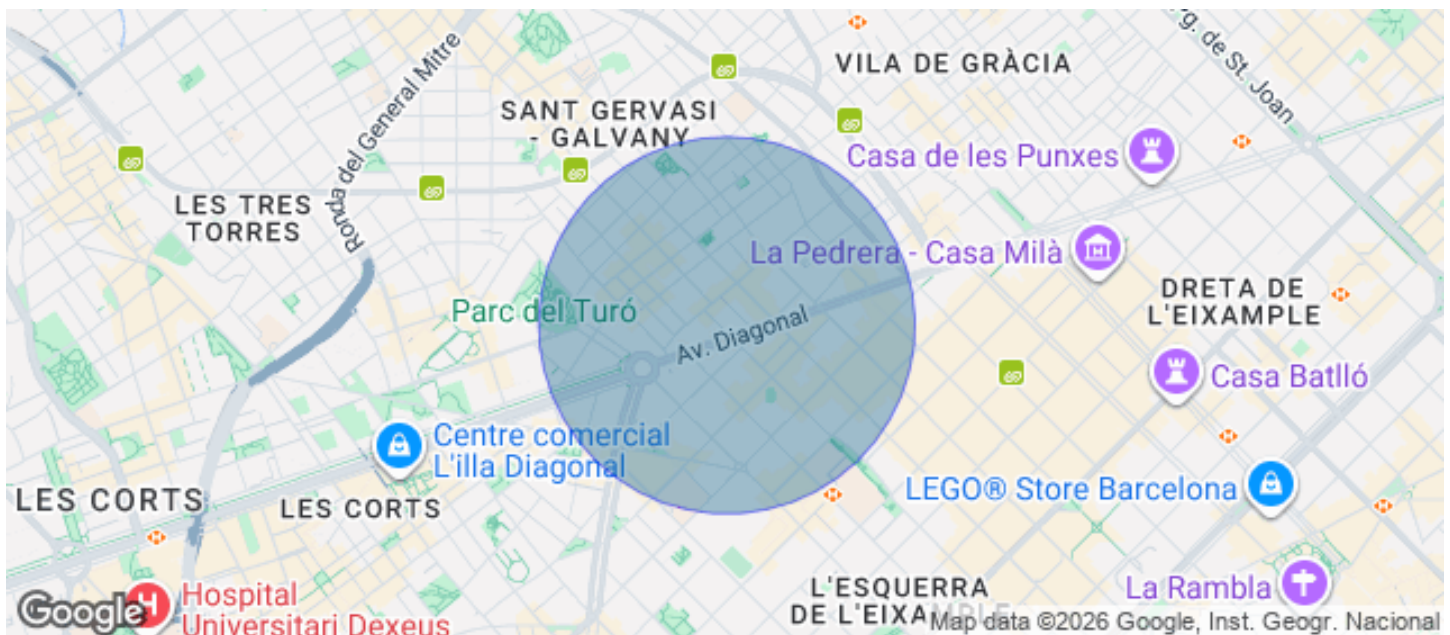 Ronda del General Mitre
VILA DE GRÀCIA
Pg. de St. Joan
SANT GERVASI
- GALVANY
Casa de les Punxes
LES TRES
TORRES
La Pedrera - Casa Milà
Parc del Turó
Av. Diagonal
DRETA DE
L'EIXAMPLE
Casa Batlló
Centre comercial
L'illa Diagonal
LES CORTS
LES CORTS
LEGO® Store Barcelona
L'ESQUERRA
DE L'EIXAMPLE
La Rambla
Hospital
Universitari Dexeus
Google
Map data ©2026 Google, Inst. Geogr. Nacional